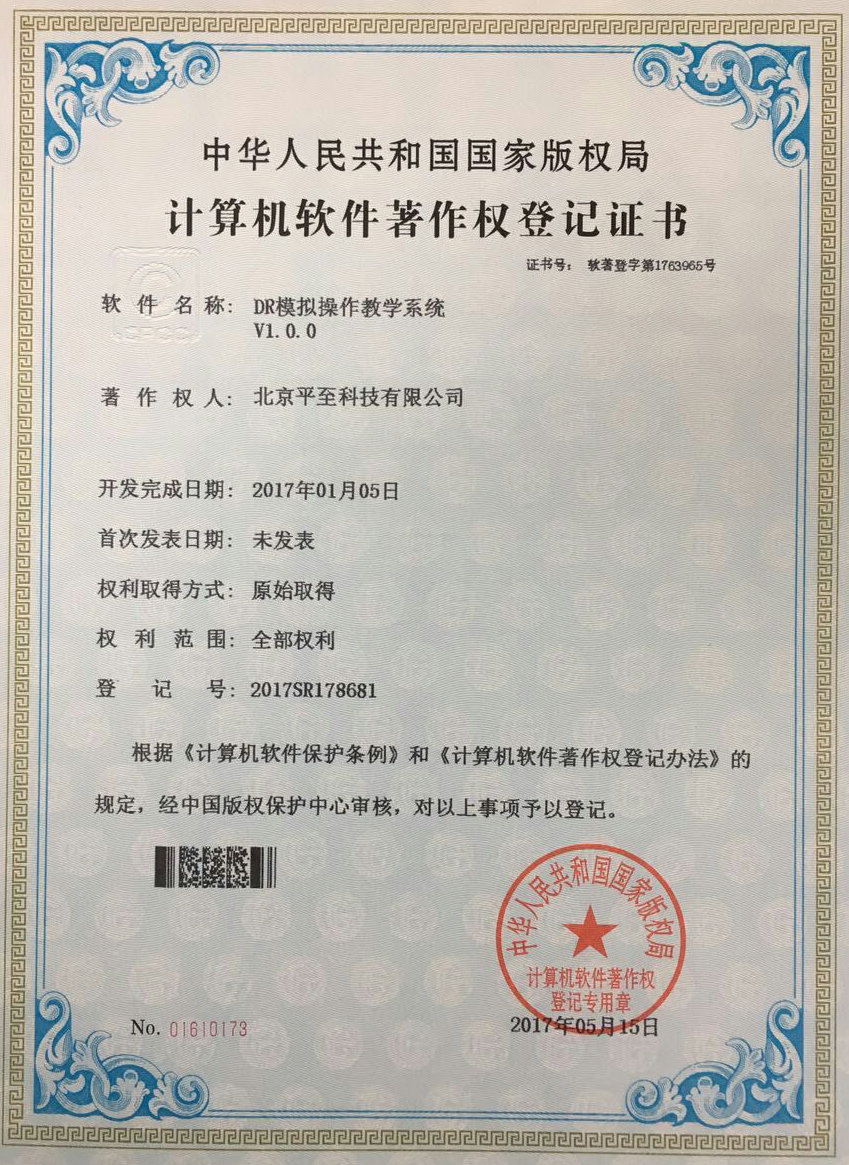 中华人民共和国国家版权局
计算机软件著作权登记证书
证书号： 软著登字第1763965号
软件名称： DR模拟操作教学系统
V1.0.0
著作权人： 北京平至科技有限公司
开发完成日期： 2017年01月05日
首次发表日期： 未发表
权利取得方式： 原始取得
权利范围： 全部权利
登记号： 2017SR178681
根据《计算机软件保护条例》和《计算机软件著作权登记办法》的
规定，经中国版权保护中心审核，对以上事项予以登记。
中华人民共和国国家版权局
计算机软件著作权
登记专用章
No. 01610173
2017年05月15日